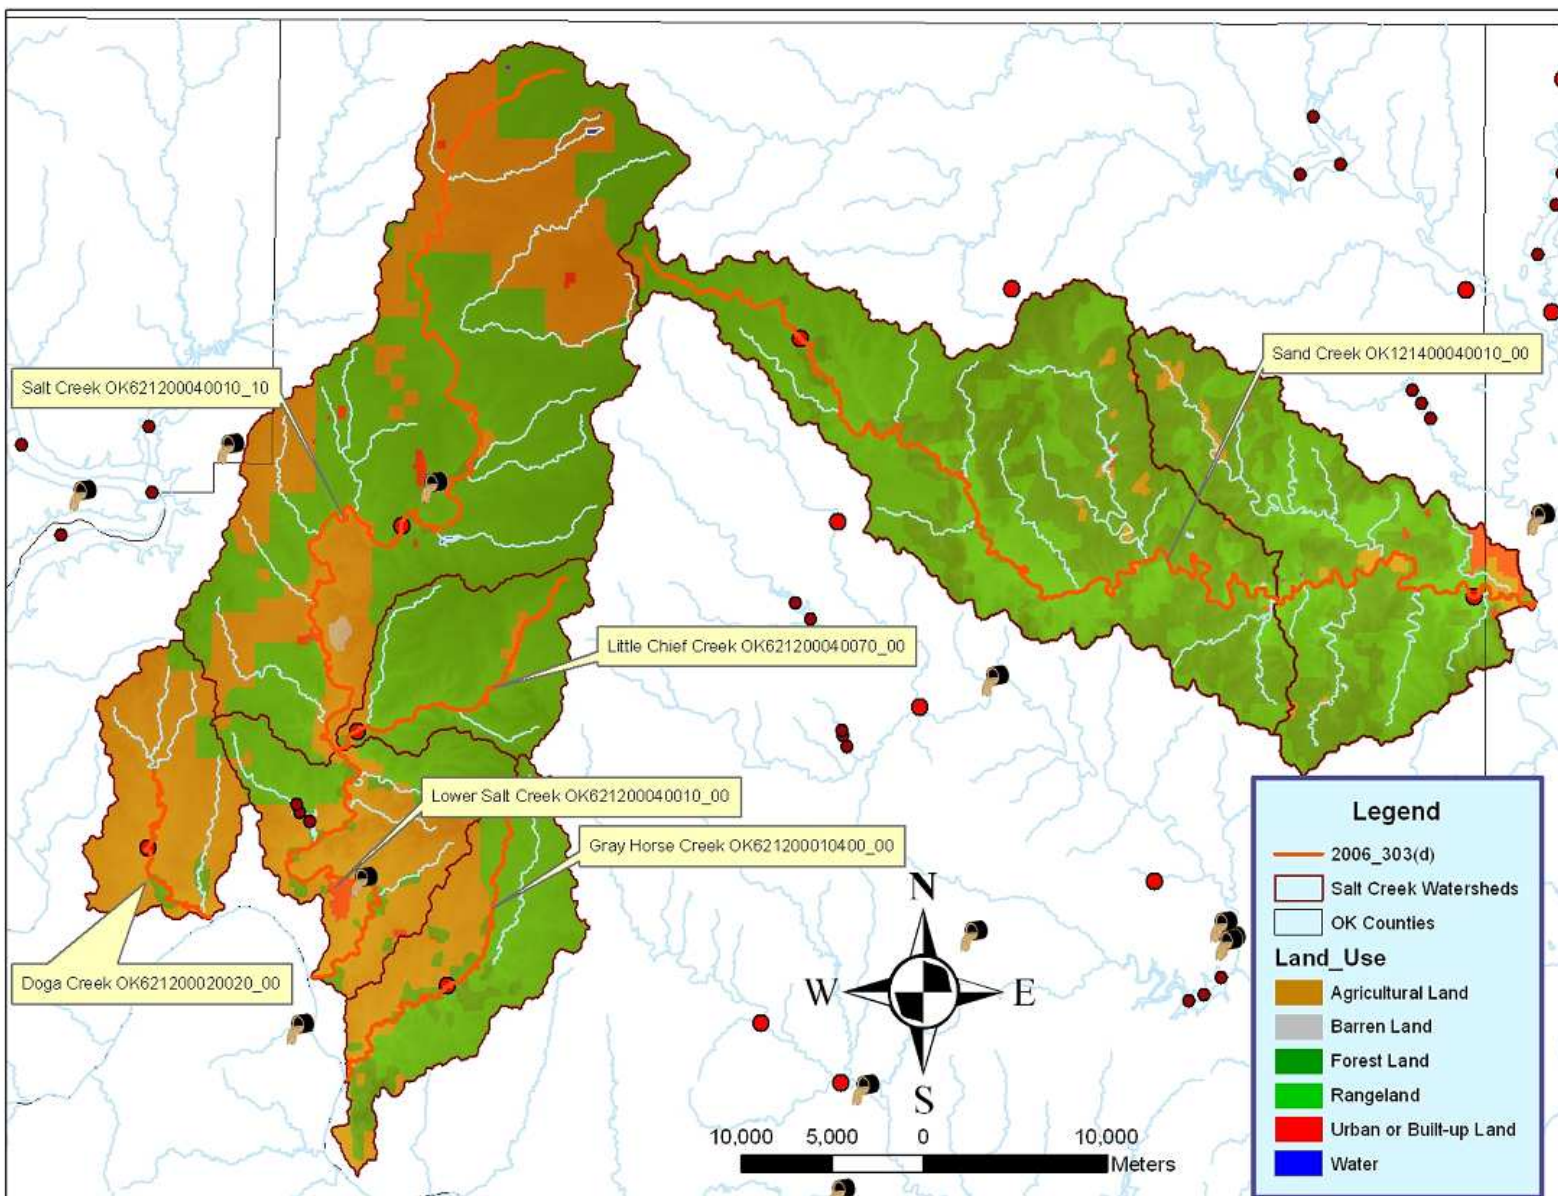 Sand Creek OK121400040010_00
Salt Creek OK621200040010_10
Little Chief Creek OK621200040070_00
Lower Salt Creek OK621200040010_00
Gray Horse Creek OK621200010400_00
Doga Creek OK621200020020_00
N
W E
S
10,000 5,000 0 10,000
Meters
Legend
2006_303(d)
Salt Creek Watersheds
OK Counties
Land_Use
Agricultural Land
Barren Land
Forest Land
Rangeland
Urban or Built-up Land
Water